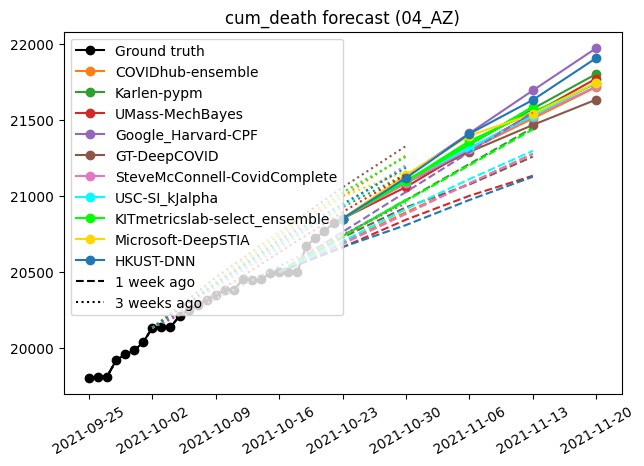 cum_death forecast (04_AZ)
22000
21500
21000
20500
20000
Ground truth
COVIDhub-ensemble
Karlen-pypm
UMass-MechBayes
Google_Harvard-CPF
GT-DeepCOVID
SteveMcConnell-CovidComplete
USC-SI_kJalpha
KITmetricslab-select_ensemble
Microsoft-DeepSTIA
HKUST-DNN
1 week ago
3 weeks ago
2021-09-25
2021-10-02
2021-10-09
2021-10-16
2021-10-23
2021-10-30
2021-11-06
2021-11-13
2021-11-20